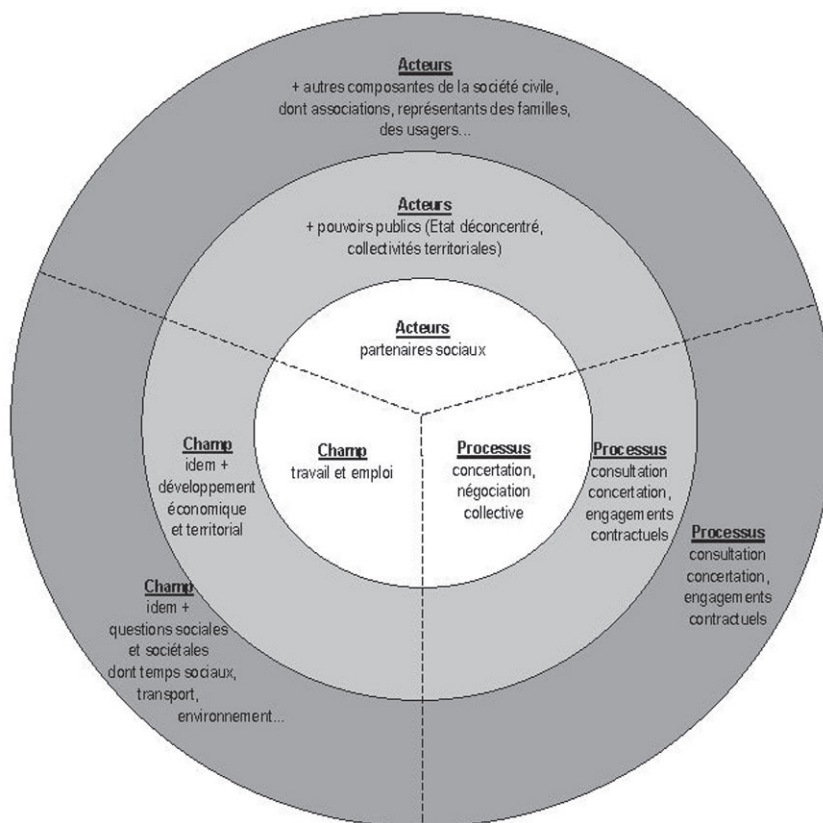 Acteurs
+ autres composantes de la société civile,
dont associations, représentants des familles,
des usagers...
Acteurs
+ pouvoirs publics (Etat déconcentré,
collectivités territoriales)
Acteurs
partenaires sociaux
Champ
idem +
développement
économique
et territorial
Champ
travail et emploi
Processus
concertation,
négociation
collective
Processus
consultation
concertation,
engagements
contractuels
Processus
consultation
concertation,
engagements
contractuels
Champ
idem +
questions sociales
et sociétales
dont temps sociaux,
transport,
environnement...